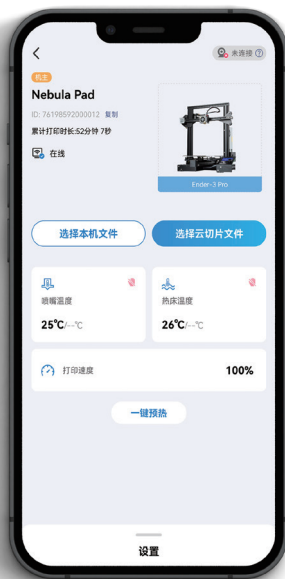 未连接
机主
Nebula Pad
ID: 76198592000012 复制
累计打印时长:52分钟 7秒
在线
Ender-3 Pro
选择本机文件
选择云切片文件
喷嘴温度
25℃/--℃
热床温度
26℃/--℃
打印速度
100%
一键预热
设置